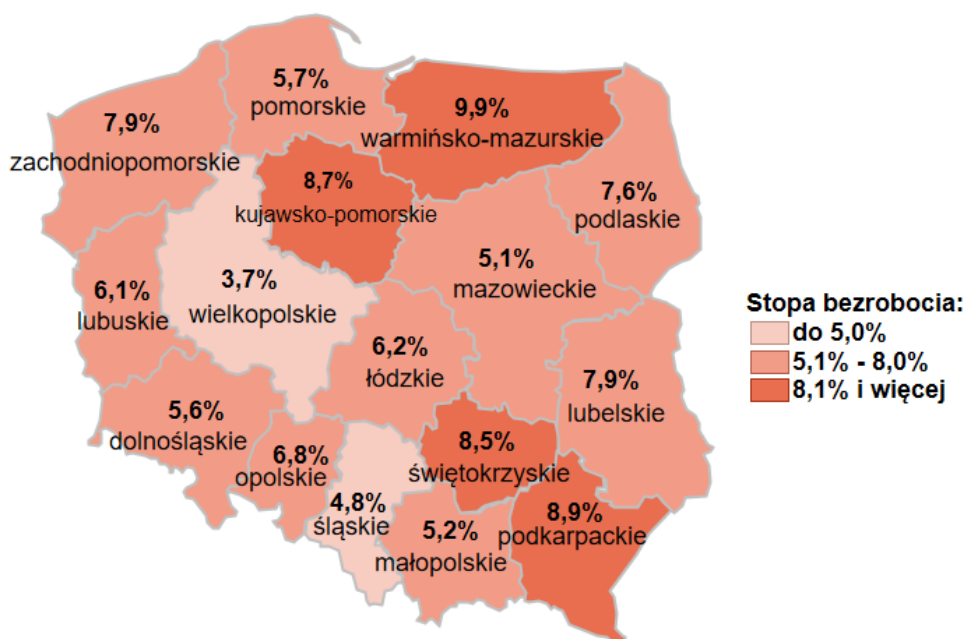 5,7%
pomorskie
9,9%
warmińsko-mazurskie
7,9%
zachodniopomorskie
8,7%
kujawsko-pomorskie
7,6%
podlaskie
5,1%
mazowieckie
3,7%
wielkopolskie
6,1%
lubuskie
6,2%
łódzkie
7,9%
lubelskie
5,6%
dolnośląskie
6,8%
opolskie
4,8%
śląskie
8,5%
świętokrzyskie
5,2%
małopolskie
8,9%
podkarpackie
Stopa bezrobocia:
do 5,0%
5,1% - 8,0%
8,1% i więcej